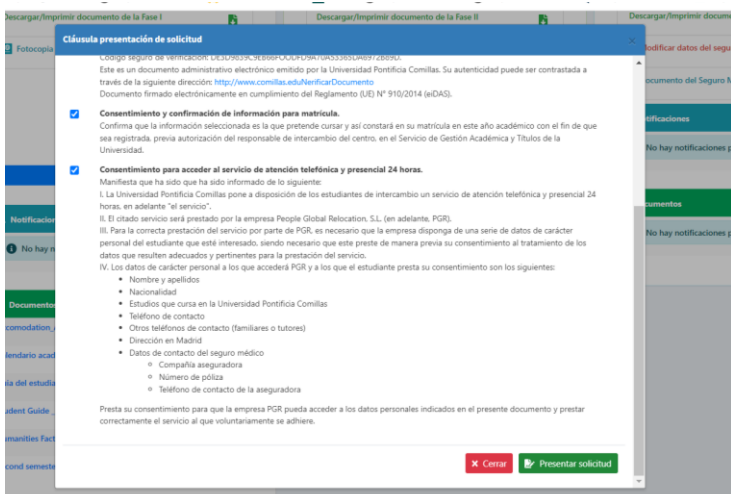 Descargar/Imprimir documento de la Fase I
Descargar/Imprimir documento de la Fase II
Descargar/Imprimir docume
Fotocopia
Cláusula presentación de solicitud
×
Modificar datos del segu
ocumento del Seguro M
Este es un documento administrativo electrónico emitido por la Universidad Pontificia Comillas. Su autenticidad puede ser contrastada a
través de la siguiente dirección: http://www.comillas.edu/VerificarDocumento
Documento firmado electrónicamente en cumplimiento del Reglamento (UE) Nº 910/2014 (eiDAS).
Consentimiento y confirmación de información para matrícula.
Confirma que la información seleccionada es la que pretende cursar y así constará en su matrícula en este año académico con el fin de que
sea registrada, previa autorización del responsable de intercambio del centro, en el Servicio de Gestión Académica y Títulos de la
Universidad.
Consentimiento para acceder al servicio de atención telefónica y presencial 24 horas.
Manifiesta que ha sido que ha sido informado de lo siguiente:
I. La Universidad Pontificia Comillas pone a disposición de los estudiantes de intercambio un servicio de atención telefónica y presencial 24
horas, en adelante "el servicio".
II. El citado servicio será prestado por la empresa People Global Relocation, S.L. (en adelante, PGR).
III. Para la correcta prestación del servicio por parte de PGR, es necesario que la empresa disponga de una serie de datos de carácter
personal del estudiante que esté interesado, siendo necesario que este preste de manera previa su consentimiento al tratamiento de los
datos que resulten adecuados y pertinentes para la prestación del servicio.
IV. Los datos de carácter personal a los que accederá PGR y a los que el estudiante presta su consentimiento son los siguientes:
Nombre y apellidos
Nacionalidad
Estudios que cursa en la Universidad Pontificia Comillas
Teléfono de contacto
Otros teléfonos de contacto (familiares o tutores)
Dirección en Madrid
Datos de contacto del seguro médico
Compañía aseguradora
Número de póliza
Teléfono de contacto de la aseguradora
Presta su consentimiento para que la empresa PGR pueda acceder a los datos personales indicados en el presente documento y prestar
correctamente el servicio al que voluntariamente se adhiere.
Cerrar
Presentar solicitud
Notificacion
No hay n
Documentos
comodation_
lendario acad
ia del estudia
udent Guide_
umanities Fact
cond semeste
tificaciones
No hay notificaciones p
cumentos
No hay notificaciones p